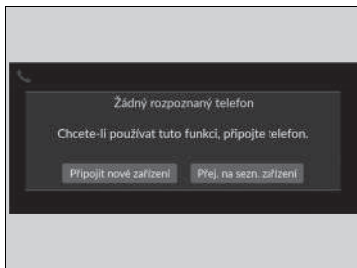 Žádný rozpoznaný telefon
Chcete-li používat tuto funkci, připojte telefon.
Připojit nové zařízení
Přej. na sezn. zařízení